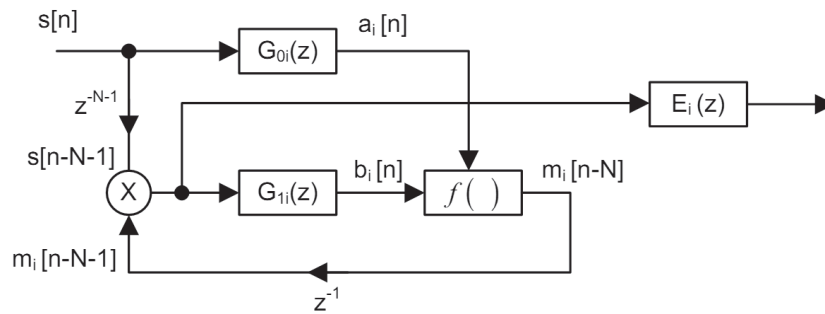 s[n]
G₀ᵢ(z)
aᵢ[n]
z⁻ᴺ⁻¹
Eᵢ(z)
s[n-N-1]
X
G₁ᵢ(z)
bᵢ[n]
f( )
mᵢ[n-N]
mᵢ[n-N-1]
z⁻¹